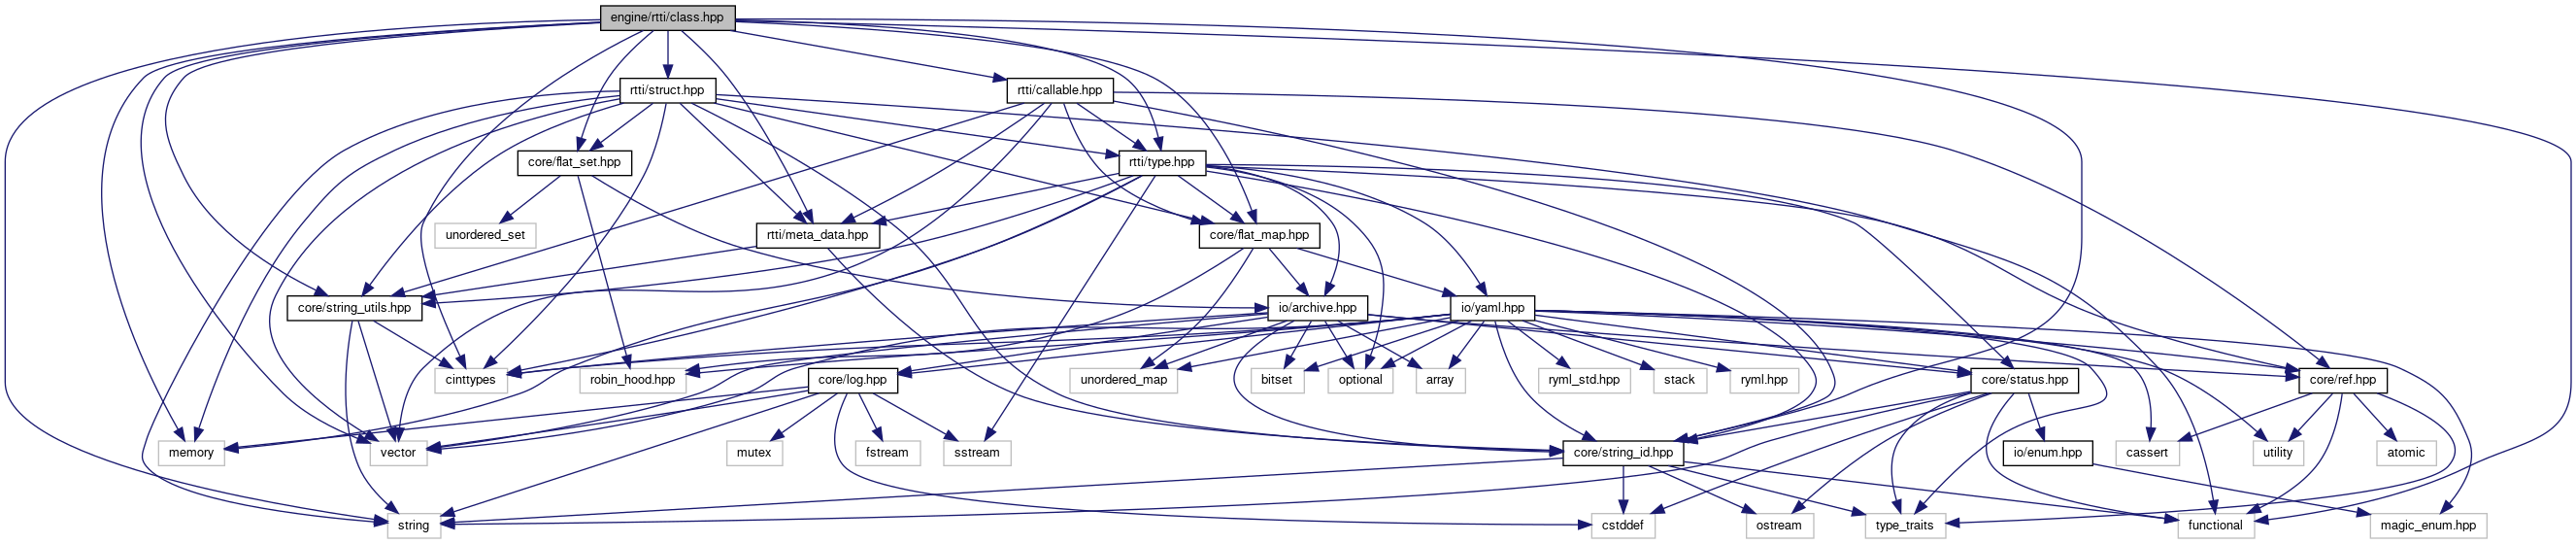 engine/rtti/class.hpp
rtti/struct.hpp
rtti/callable.hpp
core/flat_set.hpp
rtti/type.hpp
unordered_set
rtti/meta_data.hpp
core/flat_map.hpp
core/string_utils.hpp
io/archive.hpp
io/yaml.hpp
cinttypes
robin_hood.hpp
core/log.hpp
unordered_map
bitset
optional
array
ryml_std.hpp
stack
ryml.hpp
core/status.hpp
core/ref.hpp
memory
vector
mutex
fstream
sstream
core/string_id.hpp
io/enum.hpp
cassert
utility
atomic
string
cstddef
ostream
type_traits
functional
magic_enum.hpp